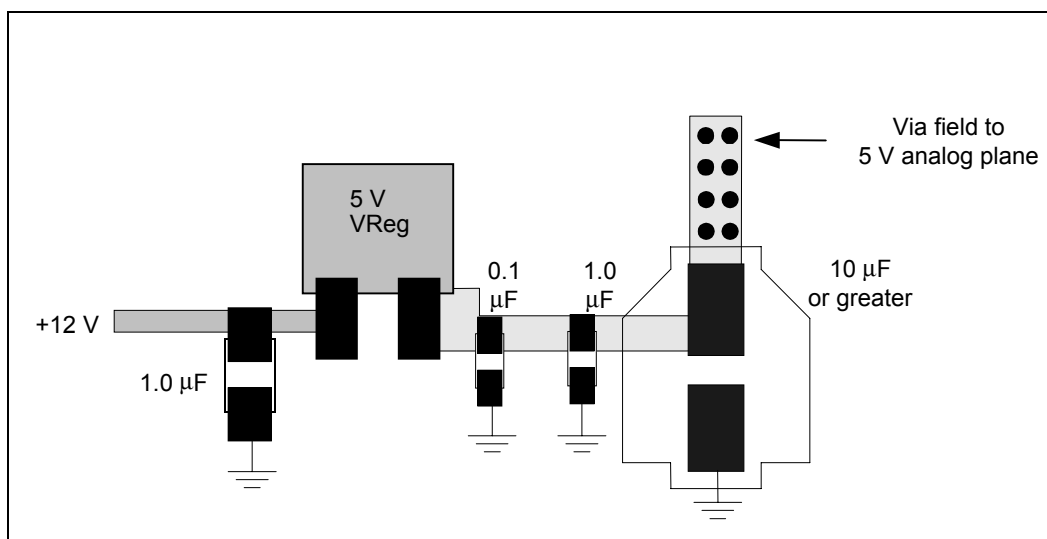 Via field to
5 V analog plane
5 V
VReg
0.1
μF
1.0
μF
10 μF
or greater
+12 V
1.0 μF